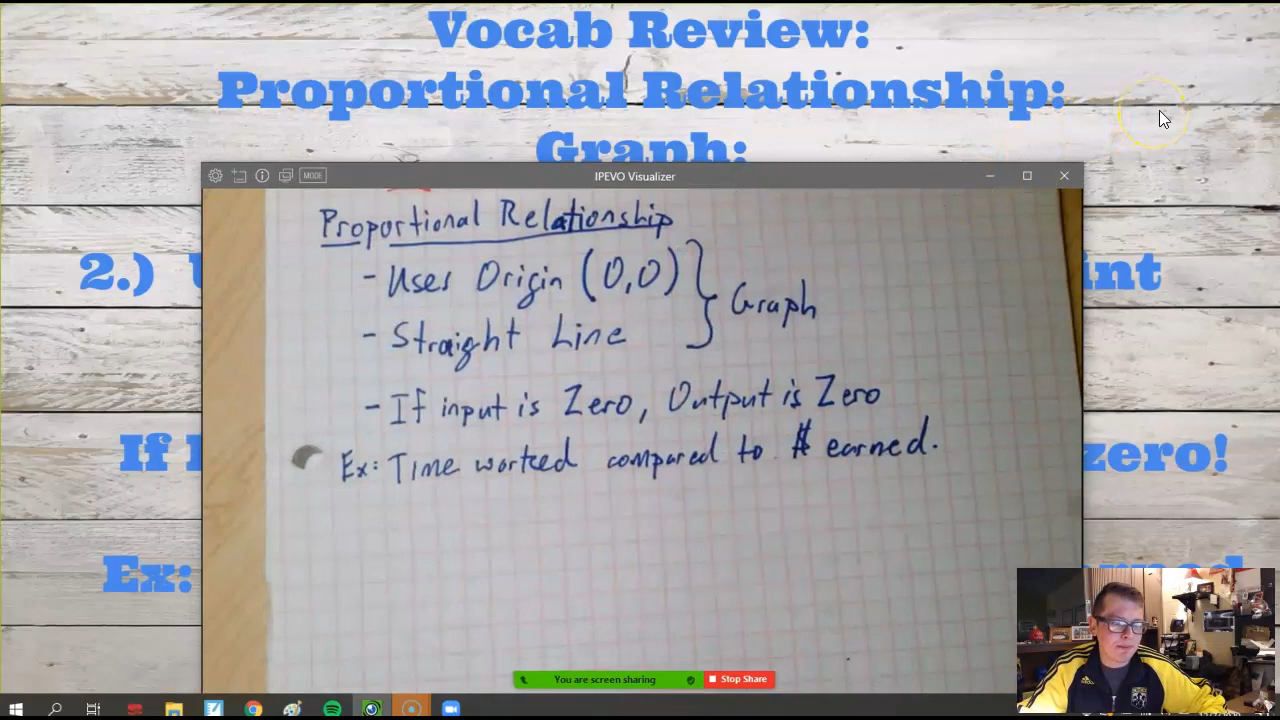 Vocab Review:
Proportional Relationship:
Graph:
MODE
IPEVO Visualizer
Proportional Relationship
- Uses Origin (0,0)
- Straight Line
Graph
- If input is Zero, Output is Zero
Ex: Time worked compared to $ earned.
2.)
int
If
zero!
Ex:
You are screen sharing
Stop Share